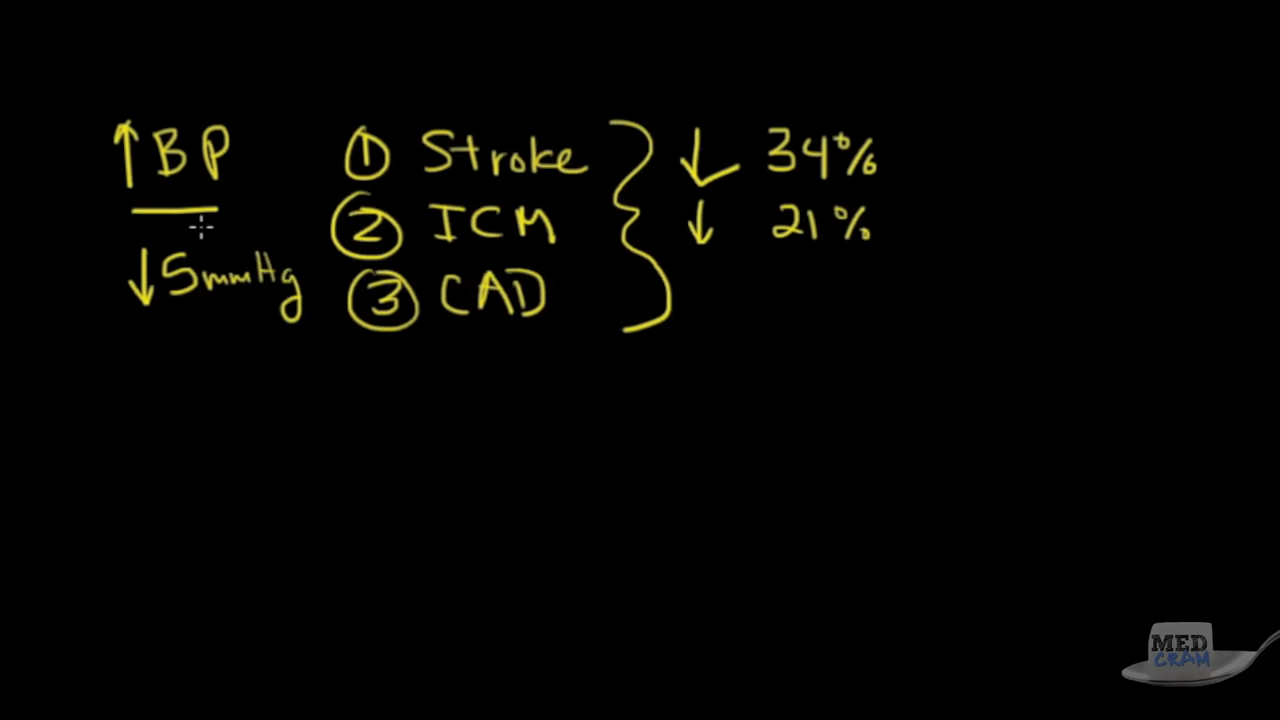 ↑ BP ① Stroke ↓ 34%
② ICM ↓ 21%
↓ 5mmHg ③ CAD
MED
CRAM